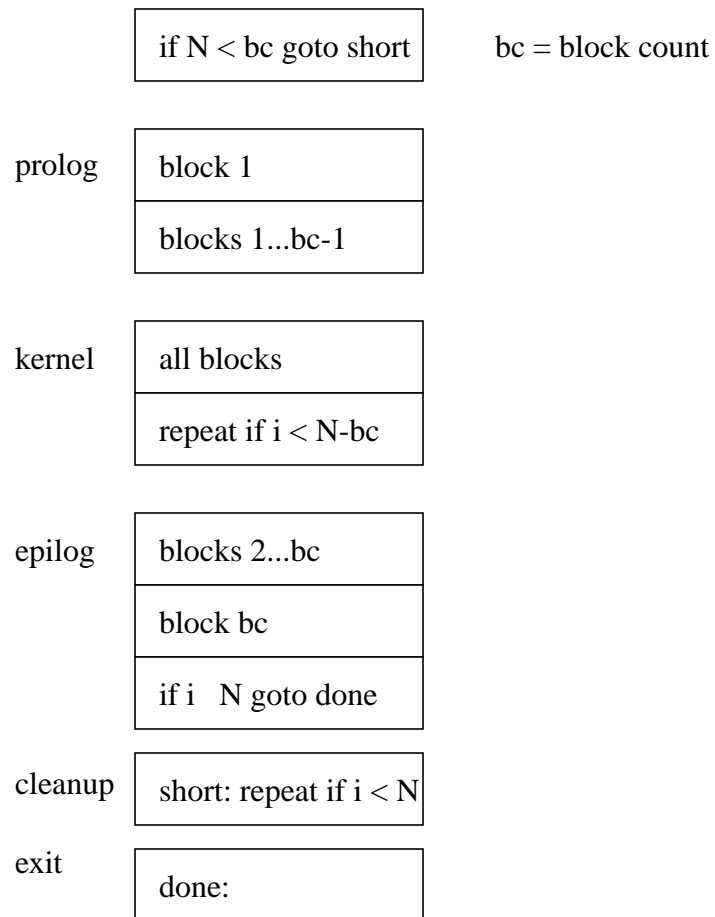 if N < bc goto short bc = block count
prolog block 1
blocks 1...bc-1
kernel all blocks
repeat if i < N-bc
epilog blocks 2...bc
block bc
if i N goto done
cleanup short: repeat if i < N
exit
done: